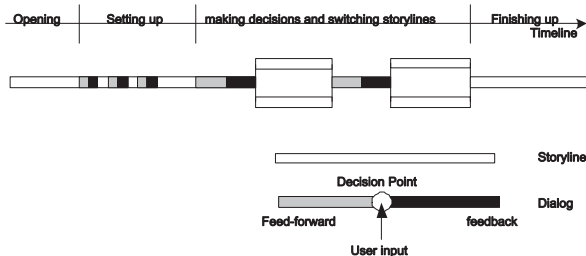 Opening Setting up making decisions and switching storylines Finishing up
Timeline
Storyline
Decision Point
Dialog
Feed-forward feedback
User input